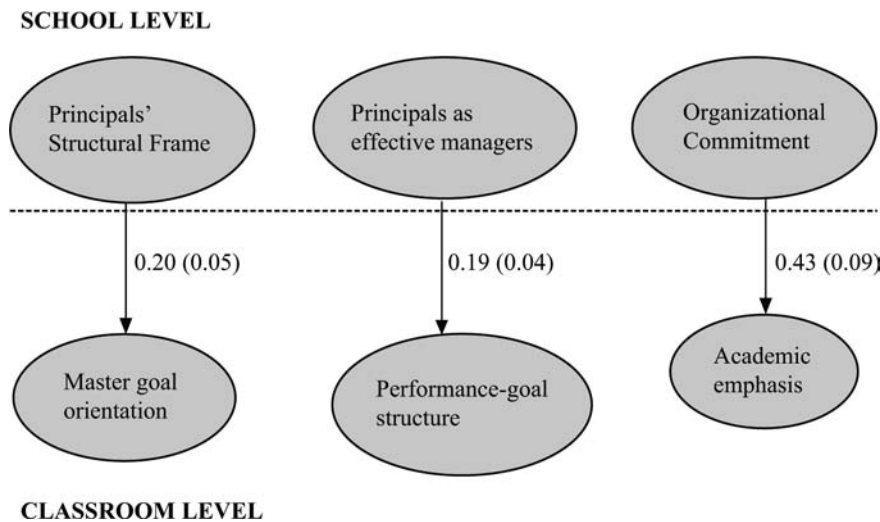 SCHOOL LEVEL
Principals'
Structural Frame
Principals as
effective managers
Organizational
Commitment
0.20 (0.05)
0.19 (0.04)
0.43 (0.09)
Master goal
orientation
Performance-goal
structure
Academic
emphasis
CLASSROOM LEVEL